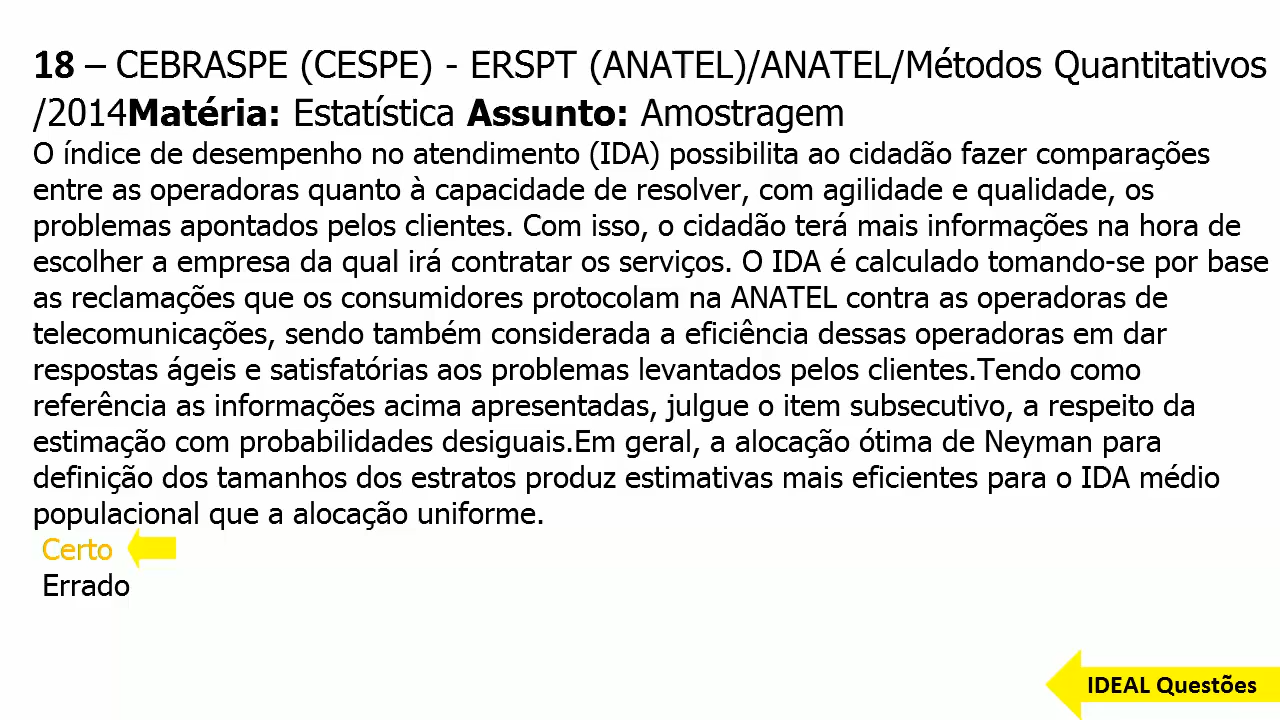 18 – CEBRASPE (CESPE) - ERSPT (ANATEL)/ANATEL/Métodos Quantitativos
/2014Matéria: Estatística Assunto: Amostragem
O índice de desempenho no atendimento (IDA) possibilita ao cidadão fazer comparações
entre as operadoras quanto à capacidade de resolver, com agilidade e qualidade, os
problemas apontados pelos clientes. Com isso, o cidadão terá mais informações na hora de
escolher a empresa da qual irá contratar os serviços. O IDA é calculado tomando-se por base
as reclamações que os consumidores protocolam na ANATEL contra as operadoras de
telecomunicações, sendo também considerada a eficiência dessas operadoras em dar
respostas ágeis e satisfatórias aos problemas levantados pelos clientes.Tendo como
referência as informações acima apresentadas, julgue o item subsecutivo, a respeito da
estimação com probabilidades desiguais.Em geral, a alocação ótima de Neyman para
definição dos tamanhos dos estratos produz estimativas mais eficientes para o IDA médio
populacional que a alocação uniforme.
Certo
Errado
IDEAL Questões